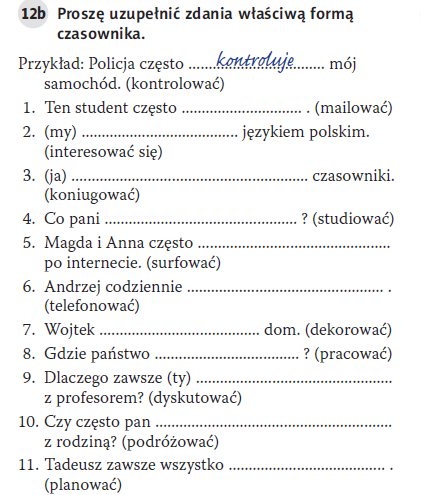 12b Proszę uzupełnić zdania właściwą formą
czasownika.
Przykład: Policja często ......kontroluje........ mój
samochód. (kontrolować)
1. Ten student często ............................... . (mailować)
2. (my) ........................................ językiem polskim.
(interesować się)
3. (ja) .................................................... czasowniki.
(koniugować)
4. Co pani ................................................. ? (studiować)
5. Magda i Anna często .................................................
po internecie. (surfować)
6. Andrzej codziennie .................................................. .
(telefonować)
7. Wojtek ......................................... dom. (dekorować)
8. Gdzie państwo ..................................... ? (pracować)
9. Dlaczego zawsze (ty) .................................................
z profesorem? (dyskutować)
10. Czy często pan ......................................................
z rodziną? (podróżować)
11. Tadeusz zawsze wszystko ........................................ .
(planować)